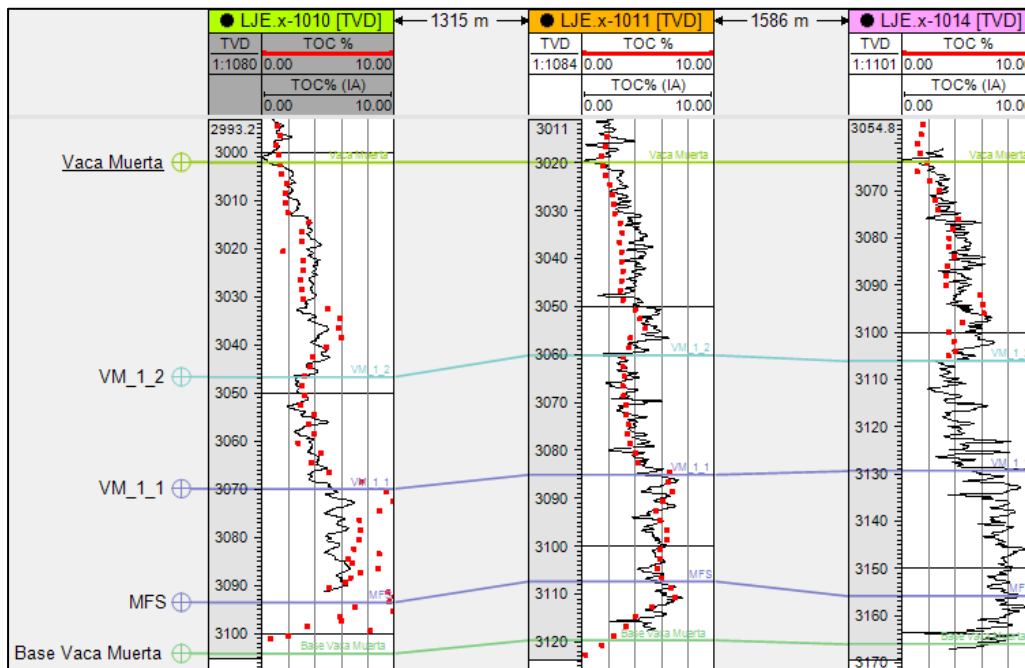 LJE.x-1010 [TVD]
1315 m
LJE.x-1011 [TVD]
1586 m
LJE.x-1014 [TVD]
TVD
1:1080
TOC %
0.00 10.00
TOC% (IA)
0.00 10.00
TVD
1:1084
TOC %
0.00 10.00
TOC% (IA)
0.00 10.00
TVD
1:1101
TOC %
0.00 10.00
TOC% (IA)
0.00 10.00
Vaca Muerta
VM_1_2
VM_1_1
MFS
Base Vaca Muerta
2993.2
3000
3010
3020
3030
3040
3050
3060
3070
3080
3090
3100
Vaca Muerta
VM_1_2
VM_1_1
Base Vaca Muerta
3011
3020
3030
3040
3050
3060
3070
3080
3090
3100
3110
3120
Vaca Muerta
VM_1_2
VM_1_1
MFS
Base Vaca Muerta
3054.8
3070
3080
3090
3100
3110
3120
3130
3140
3150
3160
3170
Vaca Muerta
MFS
Base Vaca Muerta